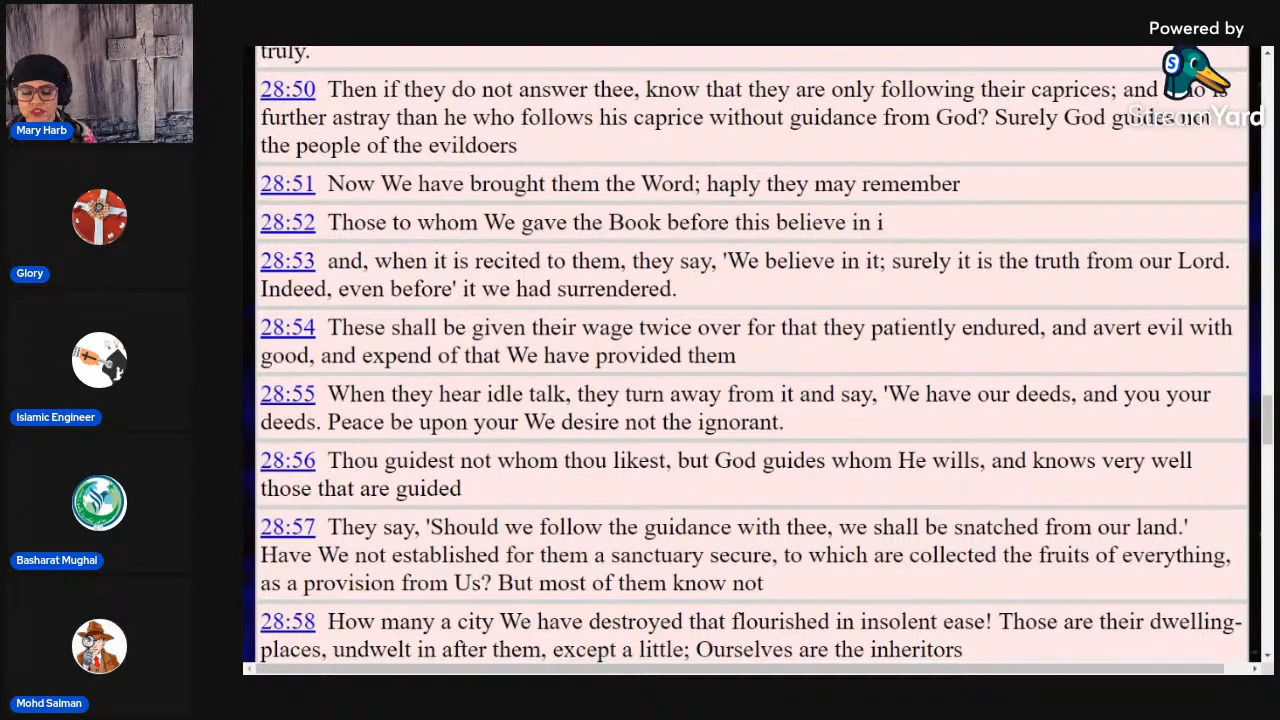 Powered by
S
StreamYard
Mary Harb
Glory
Islamic Engineer
Basharat Mughal
Mohd Salman
truly.
28:50 Then if they do not answer thee, know that they are only following their caprices; and who is
further astray than he who follows his caprice without guidance from God? Surely God guides not
the people of the evildoers
28:51 Now We have brought them the Word; haply they may remember
28:52 Those to whom We gave the Book before this believe in i
28:53 and, when it is recited to them, they say, 'We believe in it; surely it is the truth from our Lord.
Indeed, even before' it we had surrendered.
28:54 These shall be given their wage twice over for that they patiently endured, and avert evil with
good, and expend of that We have provided them
28:55 When they hear idle talk, they turn away from it and say, 'We have our deeds, and you your
deeds. Peace be upon your We desire not the ignorant.
28:56 Thou guidest not whom thou likest, but God guides whom He wills, and knows very well
those that are guided
28:57 They say, 'Should we follow the guidance with thee, we shall be snatched from our land.'
Have We not established for them a sanctuary secure, to which are collected the fruits of everything,
as a provision from Us? But most of them know not
28:58 How many a city We have destroyed that flourished in insolent ease! Those are their dwelling-
places, undwelt in after them, except a little; Ourselves are the inheritors